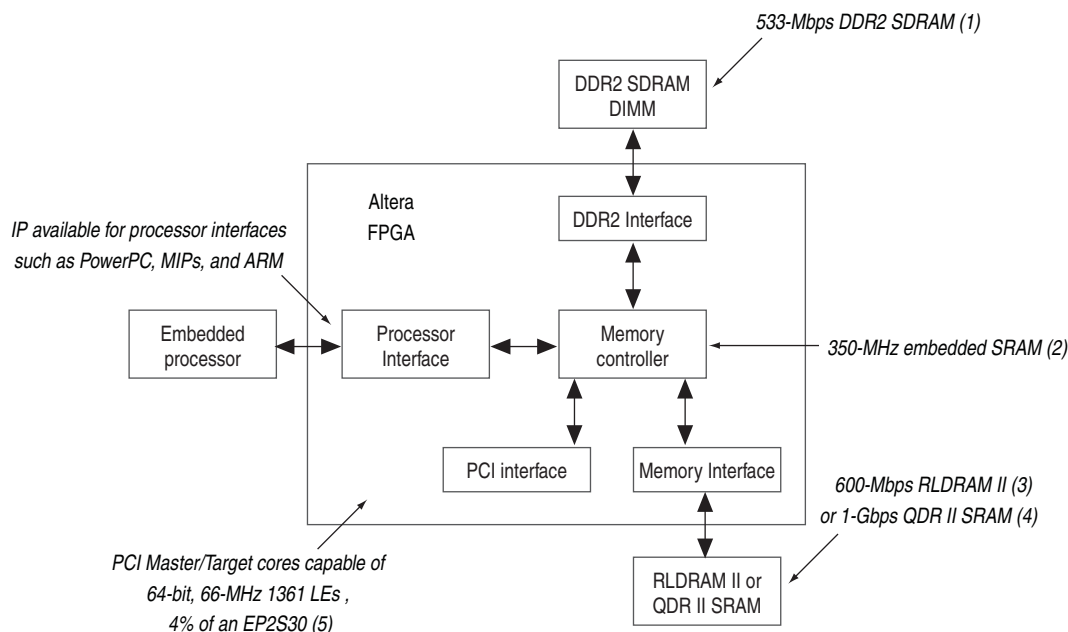 533-Mbps DDR2 SDRAM (1)
DDR2 SDRAM
DIMM
Altera
FPGA
DDR2 Interface
IP available for processor interfaces
such as PowerPC, MIPs, and ARM
Embedded
processor
Processor
Interface
Memory
controller
350-MHz embedded SRAM (2)
PCI interface
Memory Interface
600-Mbps RLDRAM II (3)
or 1-Gbps QDR II SRAM (4)
PCI Master/Target cores capable of
64-bit, 66-MHz 1361 LEs ,
4% of an EP2S30 (5)
RLDRAM II or
QDR II SRAM